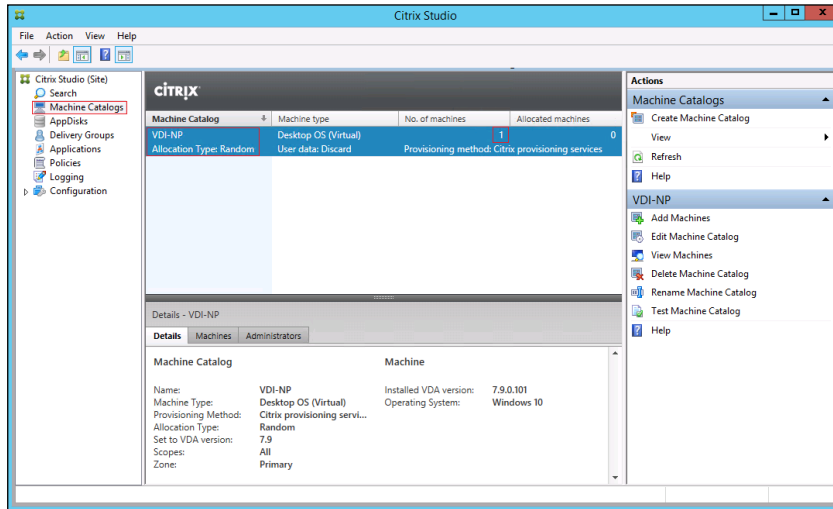 Citrix Studio
File Action View Help
Citrix Studio (Site)
Search
Machine Catalogs
AppDisks
Delivery Groups
Applications
Policies
Logging
Configuration
CITRIX
Machine Catalog Machine type No. of machines Allocated machines
VDI-NP Desktop OS (Virtual) 1 0
Allocation Type: Random User data: Discard Provisioning method: Citrix provisioning services
Details - VDI-NP
Details Machines Administrators
Machine Catalog Machine
Name: VDI-NP Installed VDA version: 7.9.0.101
Machine Type: Desktop OS (Virtual) Operating System: Windows 10
Provisioning Method: Citrix provisioning servi...
Allocation Type: Random
Set to VDA version: 7.9
Scopes: All
Zone: Primary
Actions
Machine Catalogs
Create Machine Catalog
View
Refresh
Help
VDI-NP
Add Machines
Edit Machine Catalog
View Machines
Delete Machine Catalog
Rename Machine Catalog
Test Machine Catalog
Help